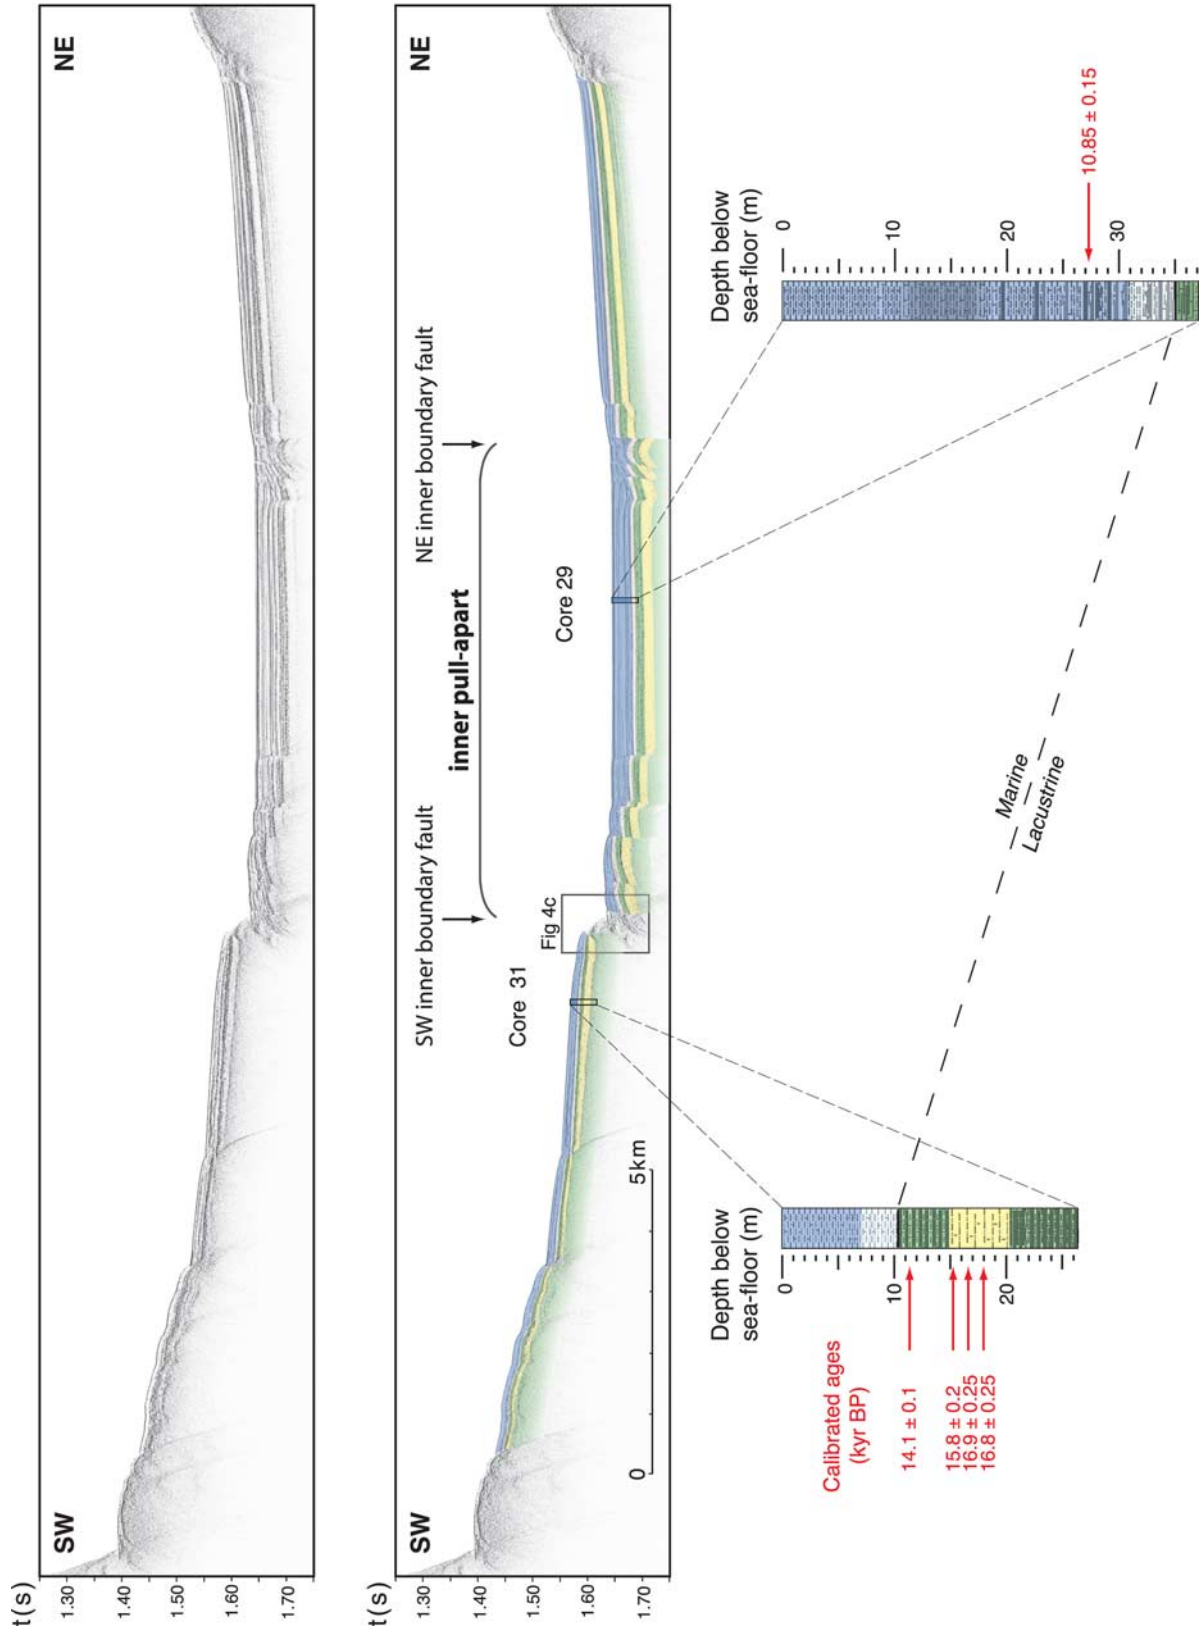 t (s)
1.30
1.40
1.50
1.60
1.70
SW
NE
t (s)
1.30
1.40
1.50
1.60
1.70
SW
NE
SW inner boundary fault
NE inner boundary fault
inner pull-apart
Core 31
Fig 4c
Core 29
0
5km
Calibrated ages
(kyr BP)
14.1 ± 0.1
15.8 ± 0.2
16.9 ± 0.25
16.8 ± 0.25
Depth below
sea-floor (m)
0
10
20
Marine
Lacustrine
Depth below
sea-floor (m)
0
10
20
30
10.85 ± 0.15